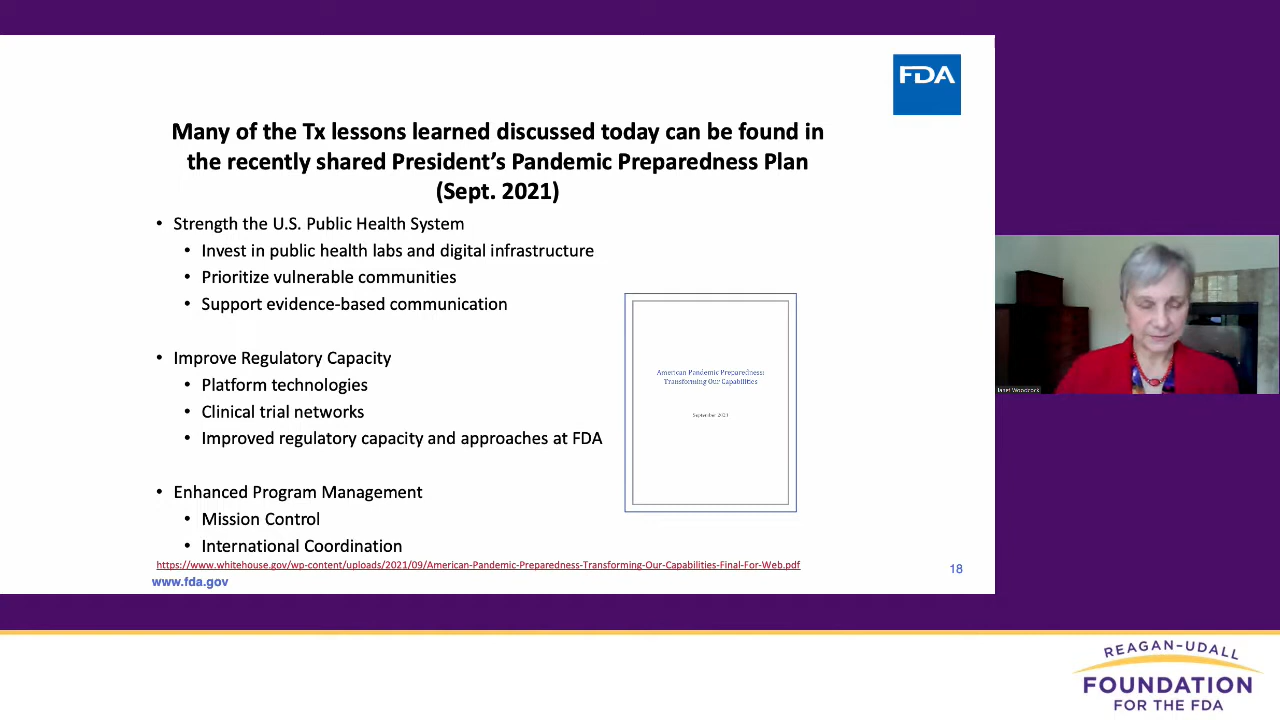 FDA
Many of the Tx lessons learned discussed today can be found in
the recently shared President's Pandemic Preparedness Plan
(Sept. 2021)
• Strength the U.S. Public Health System
• Invest in public health labs and digital infrastructure
• Prioritize vulnerable communities
• Support evidence-based communication
• Improve Regulatory Capacity
• Platform technologies
• Clinical trial networks
• Improved regulatory capacity and approaches at FDA
• Enhanced Program Management
• Mission Control
• International Coordination
American Pandemic Preparedness:
Transforming Our Capabilities
September 2021
https://www.whitehouse.gov/wp-content/uploads/2021/09/American-Pandemic-Preparedness-Transforming-Our-Capabilities-Final-For-Web.pdf
www.fda.gov
18
Janet Woodcock
REAGAN-UDALL
FOUNDATION
FOR THE FDA